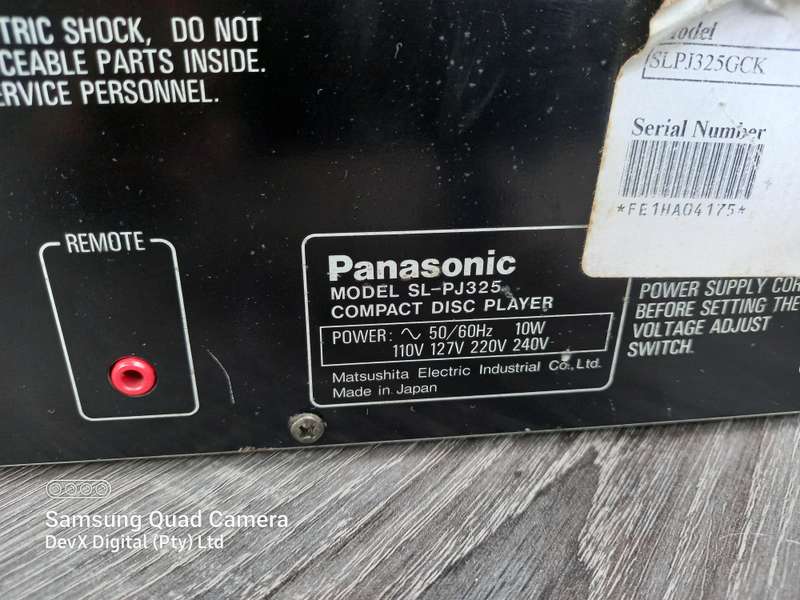 TRIC SHOCK, DO NOT
CEABLE PARTS INSIDE.
ERVICE PERSONNEL.
Model
SLPJ325GCK
Serial Number
*FE1HA04175*
REMOTE
Panasonic
MODEL SL-PJ325
COMPACT DISC PLAYER
POWER: ∿ 50/60Hz 10W
110V 127V 220V 240V
Matsushita Electric Industrial Co., Ltd.
Made in Japan
POWER SUPPLY COR
BEFORE SETTING THE
VOLTAGE ADJUST
SWITCH.
Samsung Quad Camera
DevX Digital (Pty) Ltd